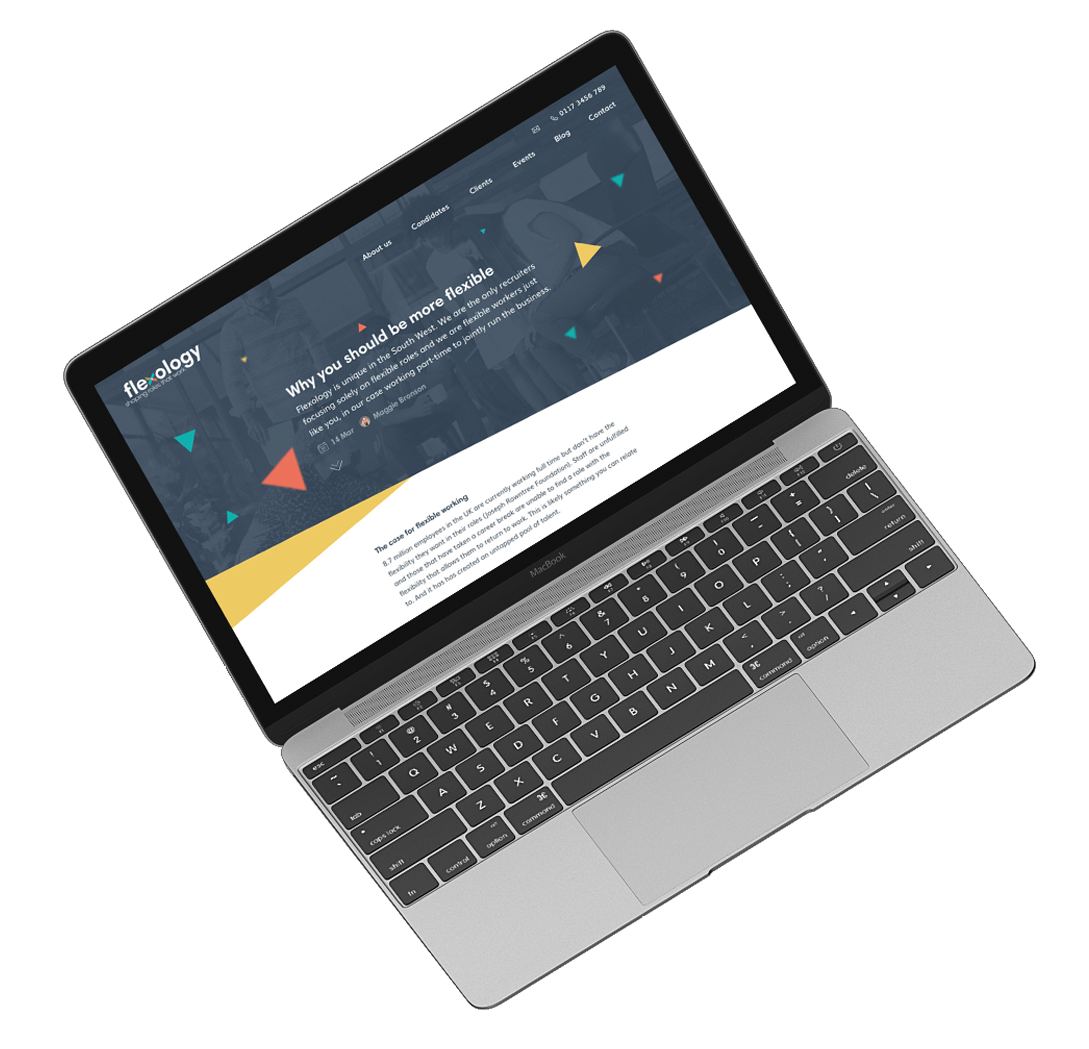 0117 3456 789
flexology
shaping roles that work
About us
Candidates
Clients
Events
Blog
Contact
Why you should be more flexible
Flexology is unique in the South West. We are the only recruiters
focusing solely on flexible roles and we are flexible workers just
like you, in our case working part-time to jointly run the business.
14 Mar
Maggie Bronson
The case for flexible working
8.7 million employees in the UK are currently working full time but don't have the
flexibility they want in their roles (Joseph Rowntree Foundation). Staff are unfulfilled
and those that have taken a career break are unable to find a role with the
flexibility that allows them to return to work. This is likely something you can relate
to. And it has has created an untapped pool of talent.
MacBook
esc
~ ` ! 1 @ 2 # 3 $ 4 % 5 ^ 6 & 7 * 8 ( 9 ) 0 _ - + = delete
tab Q W E R T Y U I O P { [ } ] | \
caps lock A S D F G H J K L : ; " ' enter return
shift Z X C V B N M < , > . ? / shift
fn control alt option ⌘ command ⌘ command alt option